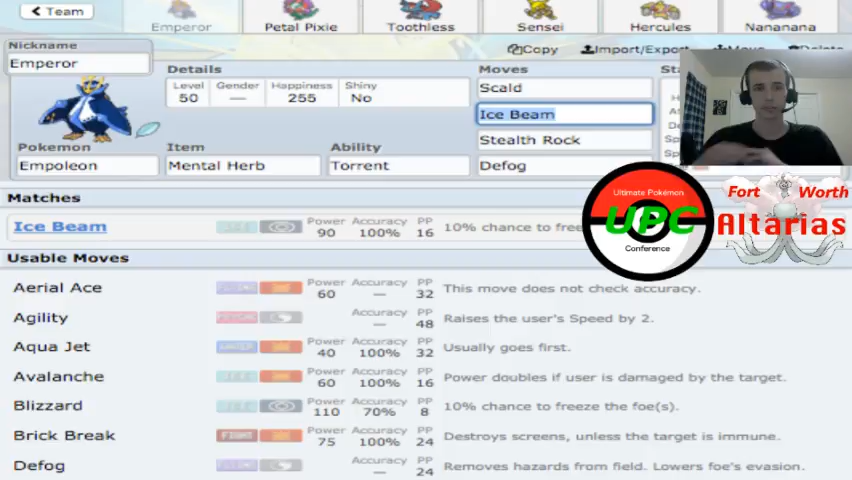 Team
Emperor
Petal Pixie
Toothless
Sensei
Hercules
Nananana
Copy
Import/Export
Move
Delete
Nickname
Emperor
Details
Level Gender Happiness Shiny
50 — 255 No
Moves
Scald
Ice Beam
Stealth Rock
Defog
Pokemon
Empoleon
Item
Mental Herb
Ability
Torrent
Matches
Ice Beam Power 90 Accuracy 100% PP 16 10% chance to free
Usable Moves
Aerial Ace Power 60 Accuracy — PP 32 This move does not check accuracy.
Agility Accuracy — PP 48 Raises the user's Speed by 2.
Aqua Jet Power 40 Accuracy 100% PP 32 Usually goes first.
Avalanche Power 60 Accuracy 100% PP 16 Power doubles if user is damaged by the target.
Blizzard Power 110 Accuracy 70% PP 8 10% chance to freeze the foe(s).
Brick Break Power 75 Accuracy 100% PP 24 Destroys screens, unless the target is immune.
Defog Accuracy — PP 24 Removes hazards from field. Lowers foe's evasion.
Ultimate Pokémon
UPC
Conference
Fort Worth
Altarias